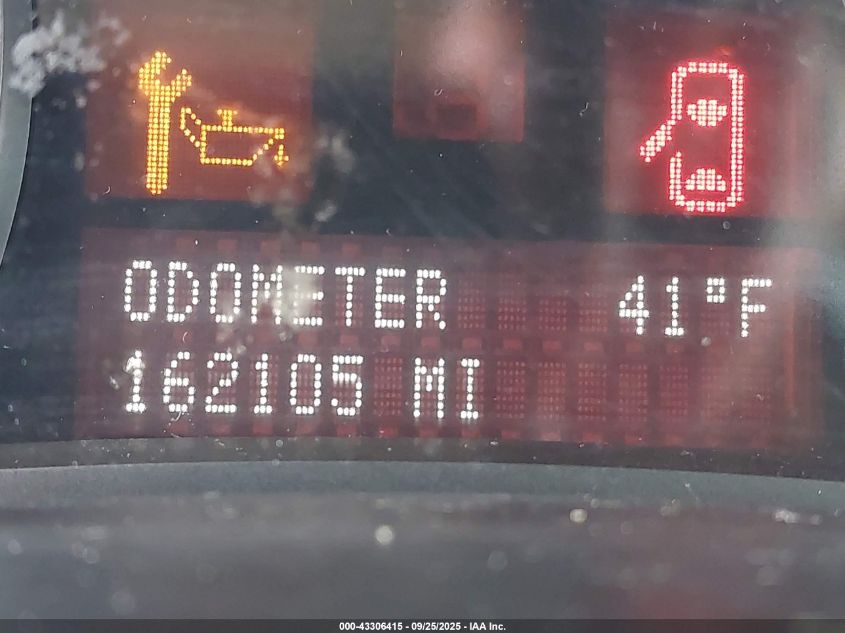 ODOMETER 41°F
162105 MI
000-43306415 - 09/25/2025 - IAA Inc.